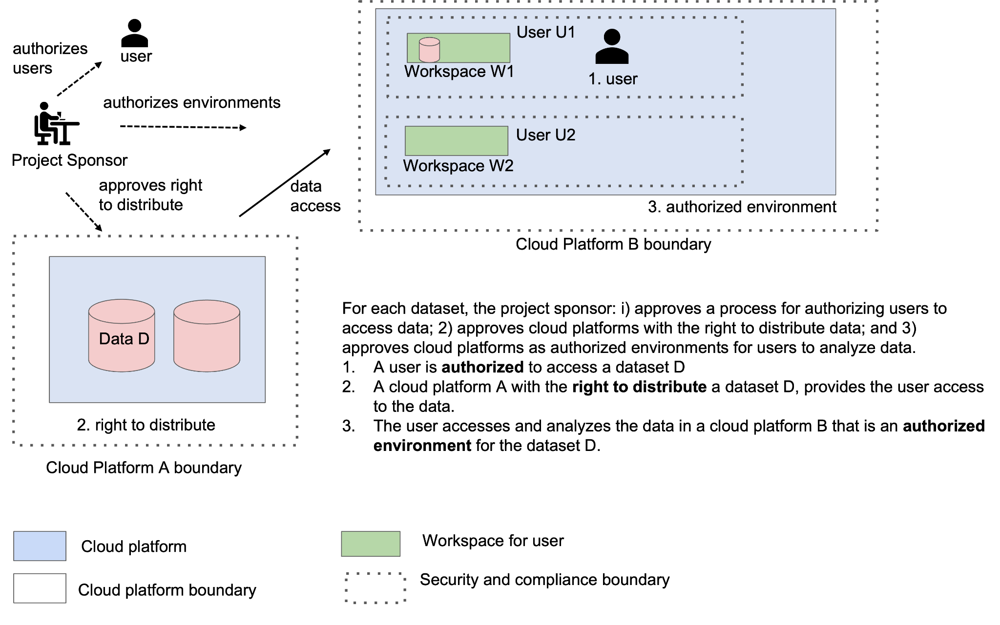 authorizes
users
user
authorizes environments
Project Sponsor
approves right
to distribute
data
access
User U1
Workspace W1
1. user
User U2
Workspace W2
3. authorized environment
Cloud Platform B boundary
Data D
2. right to distribute
Cloud Platform A boundary
For each dataset, the project sponsor: i) approves a process for authorizing users to
access data; 2) approves cloud platforms with the right to distribute data; and 3)
approves cloud platforms as authorized environments for users to analyze data.
1. A user is authorized to access a dataset D
2. A cloud platform A with the right to distribute a dataset D, provides the user access
to the data.
3. The user accesses and analyzes the data in a cloud platform B that is an authorized
environment for the dataset D.
Cloud platform
Workspace for user
Cloud platform boundary
Security and compliance boundary